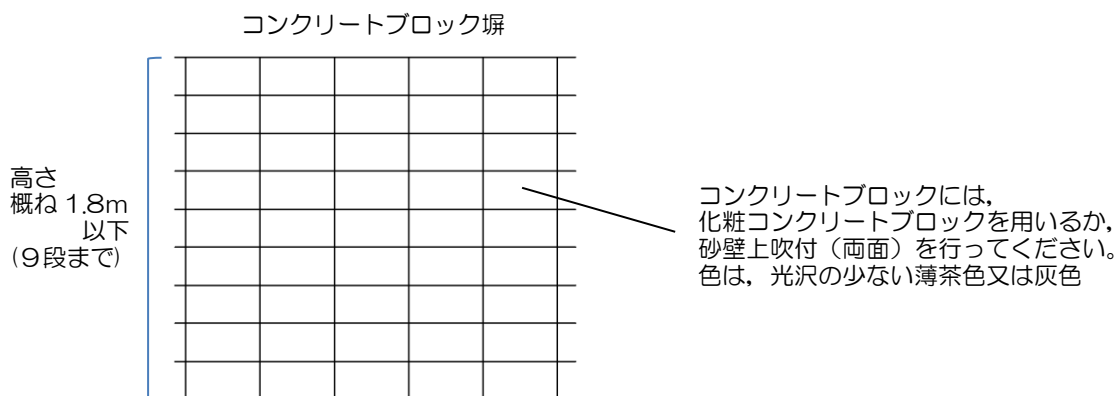 コンクリートブロック塀
高さ
概ね 1.8m
以下
(9段まで)
コンクリートブロックには,
化粧コンクリートブロックを用いるか,
砂壁上吹付（両面）を行ってください。
色は，光沢の少ない薄茶色又は灰色